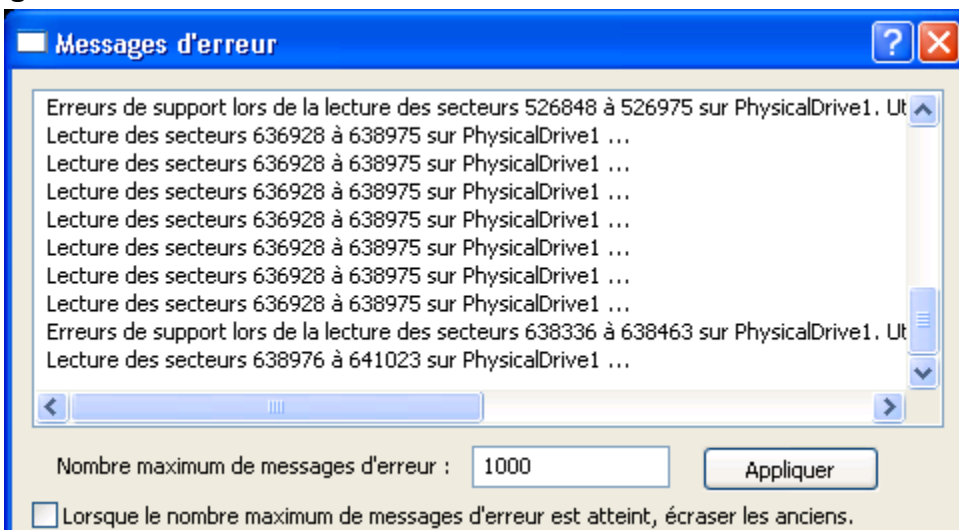 Messages d'erreur
Erreurs de support lors de la lecture des secteurs 526848 à 526975 sur PhysicalDrive1. Ut
Lecture des secteurs 636928 à 638975 sur PhysicalDrive1 ...
Lecture des secteurs 636928 à 638975 sur PhysicalDrive1 ...
Lecture des secteurs 636928 à 638975 sur PhysicalDrive1 ...
Lecture des secteurs 636928 à 638975 sur PhysicalDrive1 ...
Lecture des secteurs 636928 à 638975 sur PhysicalDrive1 ...
Lecture des secteurs 636928 à 638975 sur PhysicalDrive1 ...
Lecture des secteurs 636928 à 638975 sur PhysicalDrive1 ...
Erreurs de support lors de la lecture des secteurs 638336 à 638463 sur PhysicalDrive1. Ut
Lecture des secteurs 638976 à 641023 sur PhysicalDrive1 ...
Nombre maximum de messages d'erreur : 1000 Appliquer
Lorsque le nombre maximum de messages d'erreur est atteint, écraser les anciens.